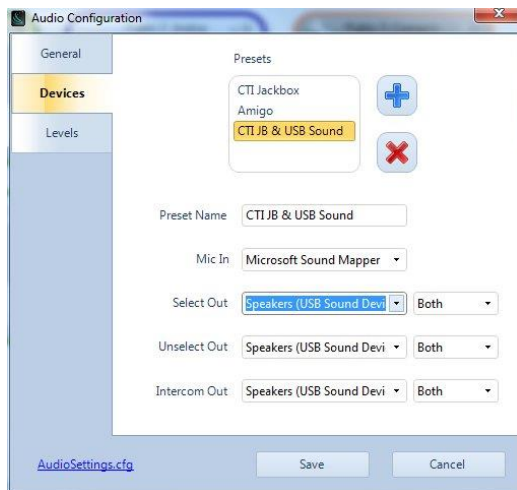 Audio Configuration
General
Devices
Levels
Presets
CTI Jackbox
Amigo
CTI JB & USB Sound
Preset Name CTI JB & USB Sound
Mic In Microsoft Sound Mapper
Select Out Speakers (USB Sound Devi Both
Unselect Out Speakers (USB Sound Devi Both
Intercom Out Speakers (USB Sound Devi Both
AudioSettings.cfg Save Cancel